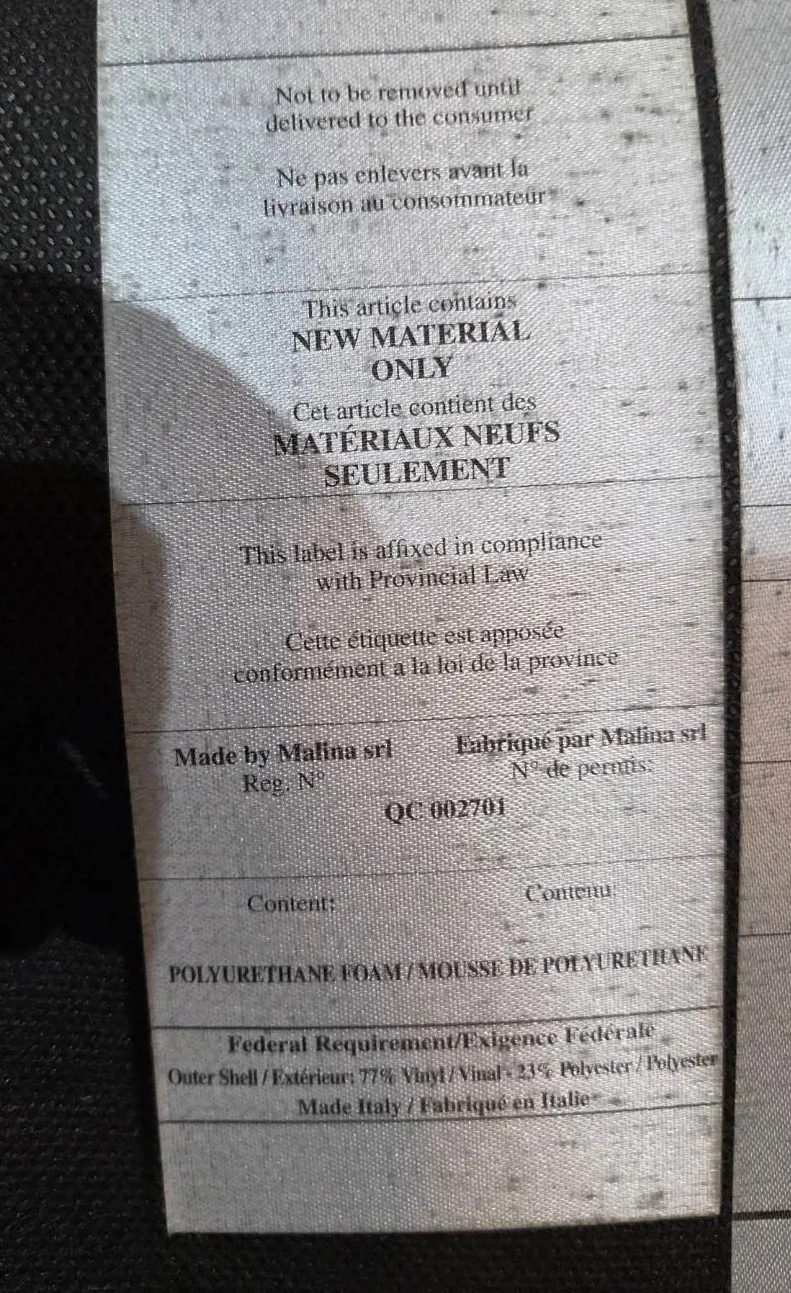 Not to be removed until
delivered to the consumer
Ne pas enlevers avant la
livraison au consommateur
This article contains
NEW MATERIAL
ONLY
Cet article contient des
MATÉRIAUX NEUFS
SEULEMENT
This label is affixed in compliance
with Provincial Law
Cette étiquette est apposée
conformément a la loi de la province
Made by Malina srl Fabriqué par Malina srl
Reg. N° N° de permis:
QC 002701
Content: Contenu:
POLYURETHANE FOAM / MOUSSE DE POLYURETHANE
Federal Requirement/Exigence Fédérale
Outer Shell / Extérieur: 77% Vinyl / Vinal - 23% Polyester / Polyester
Made Italy / Fabriqué en Italie